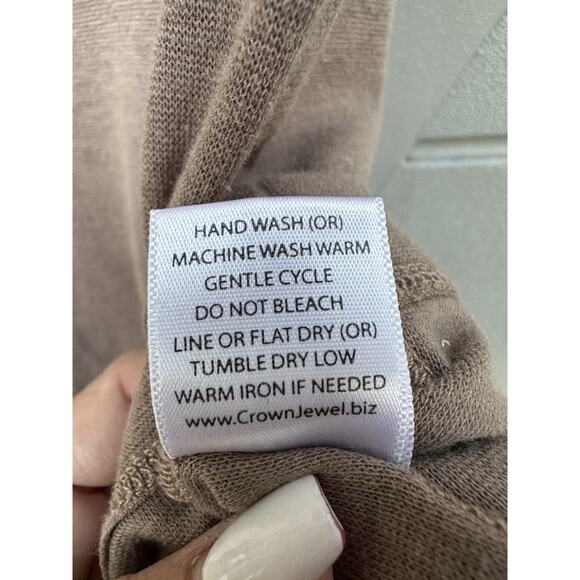 HAND WASH (OR)
MACHINE WASH WARM
GENTLE CYCLE
DO NOT BLEACH
LINE OR FLAT DRY (OR)
TUMBLE DRY LOW
WARM IRON IF NEEDED
www.CrownJewel.biz